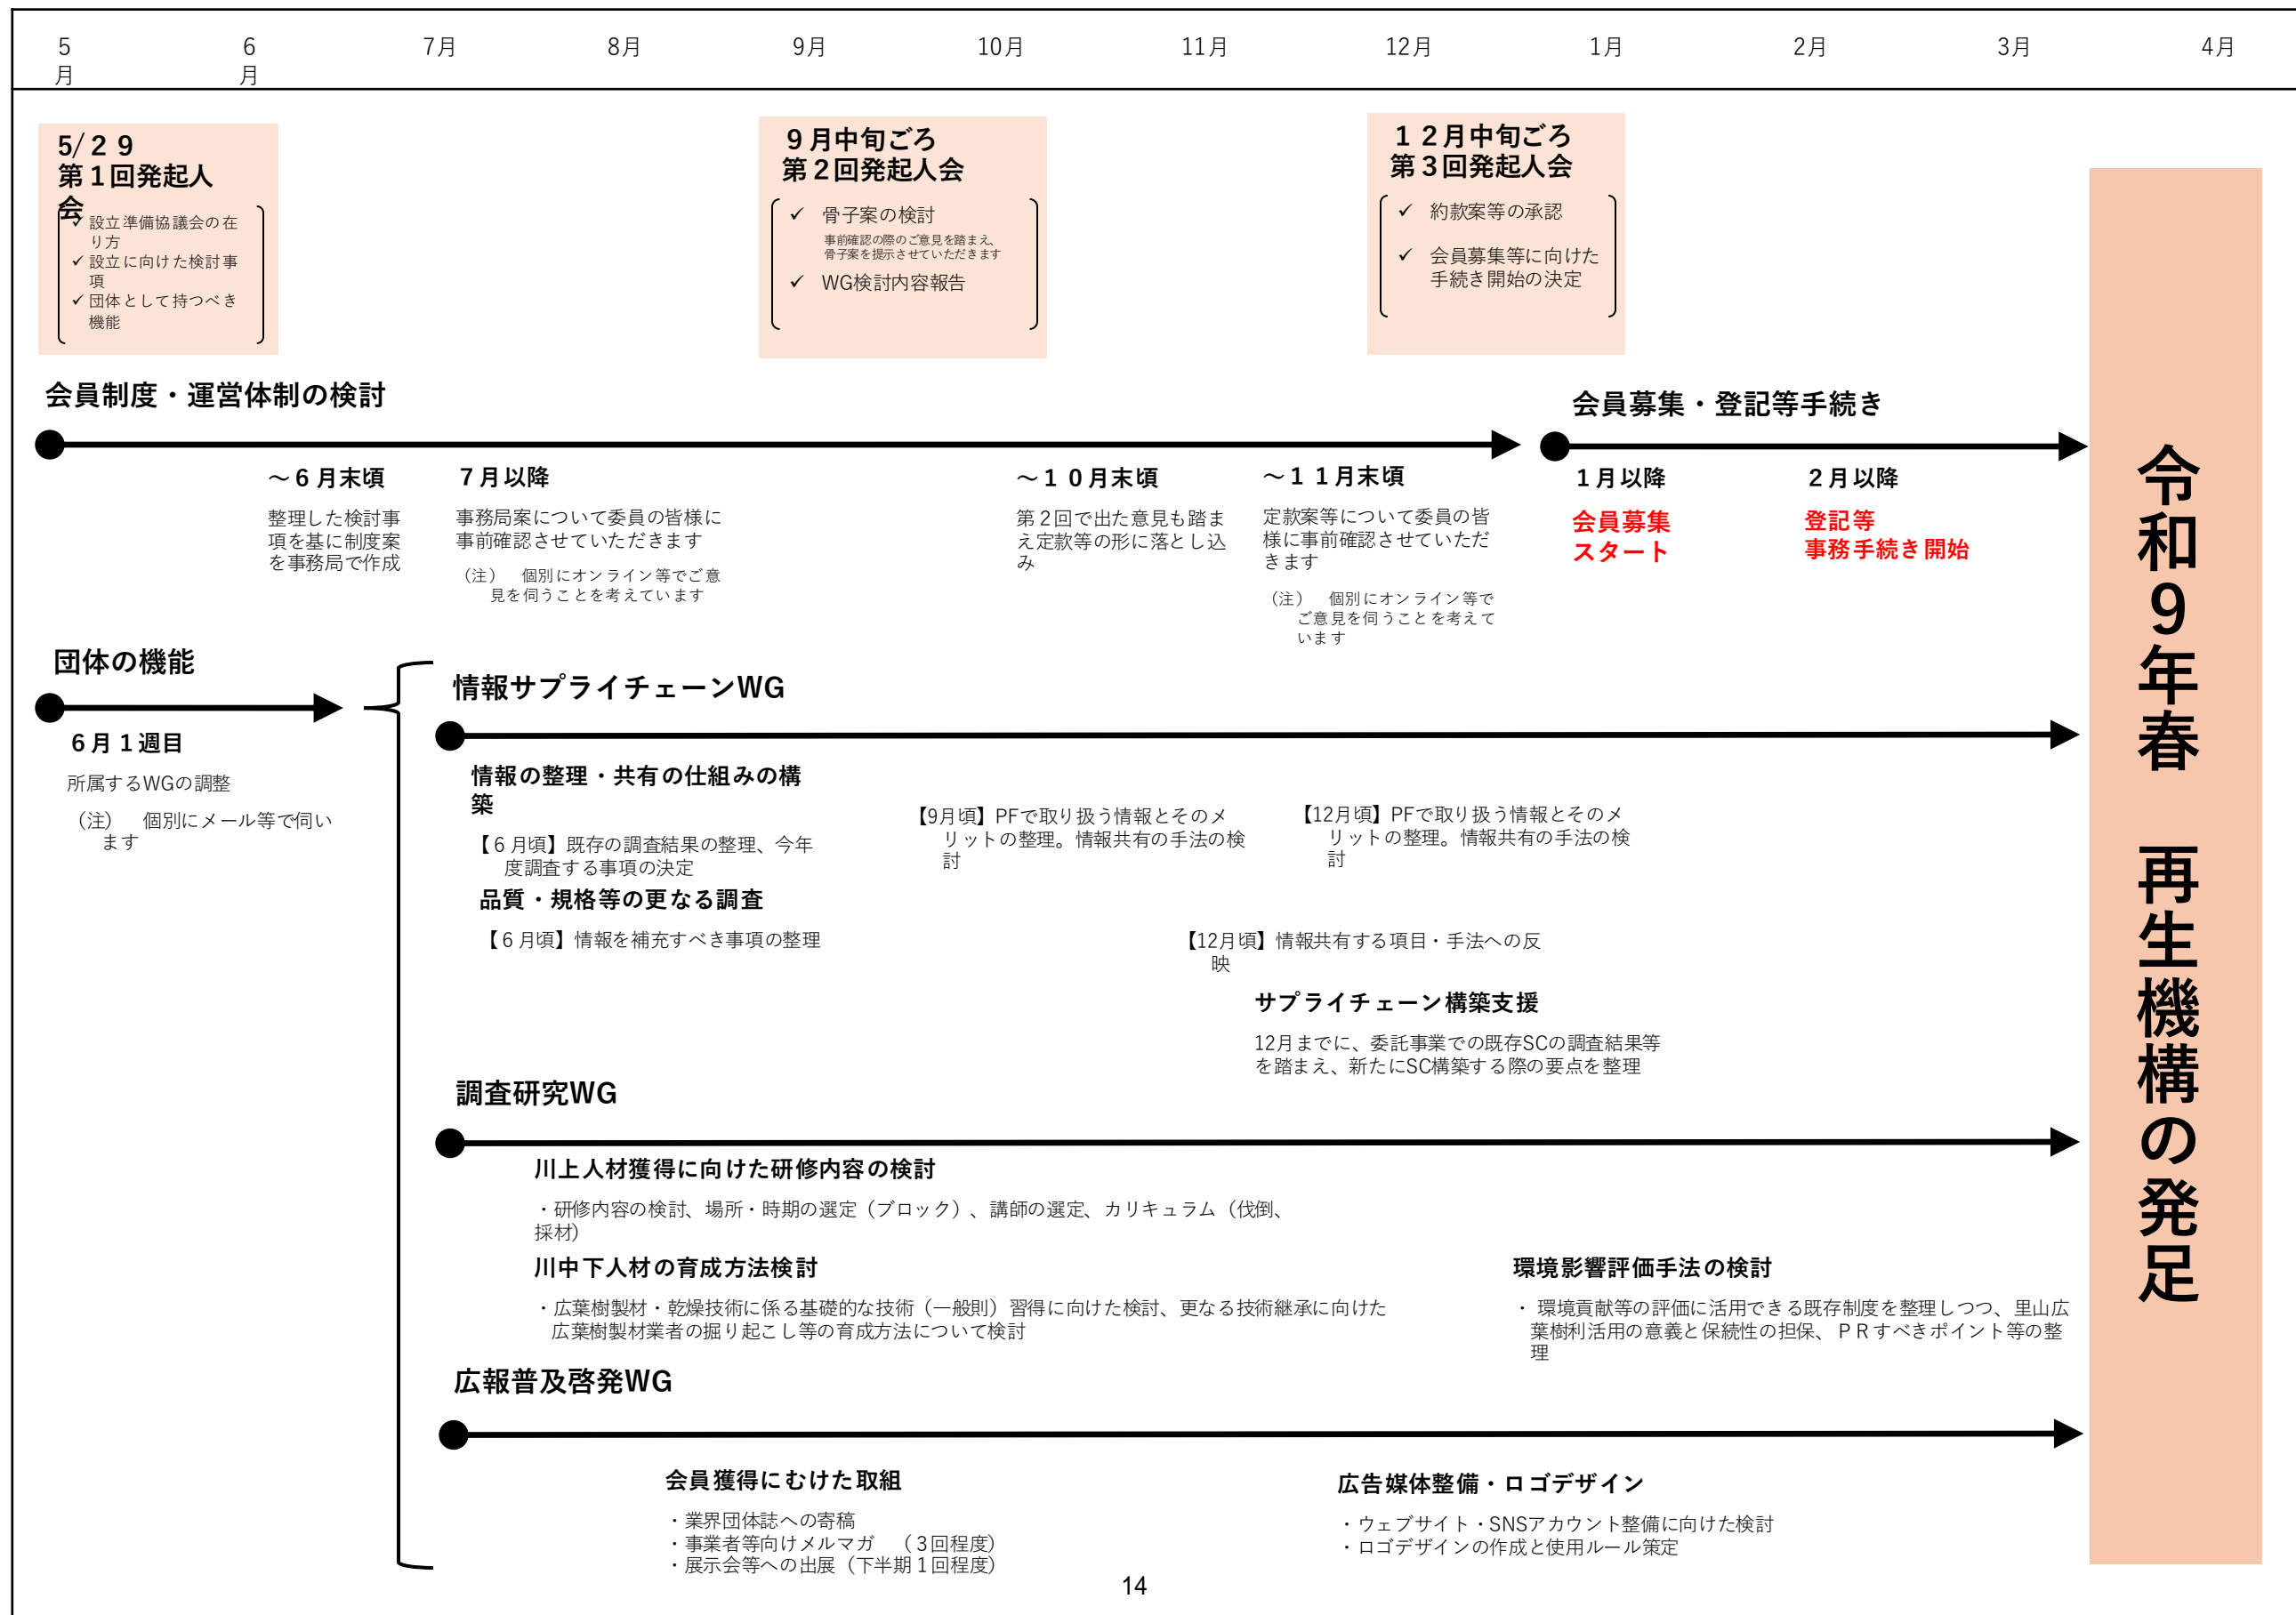 5月
6月
7月
8月
9月
10月
11月
12月
1月
2月
3月
4月
5/２９
第１回発起人
会
✓ 設立準備協議会の在
り方
✓ 設立に向けた検討事
項
✓ 団体として持つべき
機能
９月中旬ごろ
第２回発起人会
✓ 骨子案の検討
事前確認の際のご意見を踏まえ、
骨子案を提示させていただきます
✓ WG検討内容報告
１２月中旬ごろ
第３回発起人会
✓ 約款案等の承認
✓ 会員募集等に向けた
手続き開始の決定
会員制度・運営体制の検討
～６月末頃
整理した検討事
項を基に制度案
を事務局で作成
７月以降
事務局案について委員の皆様に
事前確認させていただきます
（注）　個別にオンライン等でご意
見を伺うことを考えています
～１０月末頃
第２回で出た意見も踏ま
え定款等の形に落とし込
み
～１１月末頃
定款案等について委員の皆
様に事前確認させていただ
きます
（注）　個別にオンライン等で
ご意見を伺うことを考えて
います
会員募集・登記等手続き
１月以降
会員募集
スタート
２月以降
登記等
事務手続き開始
団体の機能
６月１週目
所属するWGの調整
（注）　個別にメール等で伺い
ます
情報サプライチェーンWG
情報の整理・共有の仕組みの構
築
【６月頃】既存の調査結果の整理、今年
度調査する事項の決定
【9月頃】PFで取り扱う情報とそのメ
リットの整理。情報共有の手法の検
討
【12月頃】PFで取り扱う情報とそのメ
リットの整理。情報共有の手法の検
討
品質・規格等の更なる調査
【６月頃】情報を補充すべき事項の整理
【12月頃】情報共有する項目・手法への反
映
サプライチェーン構築支援
12月までに、委託事業での既存SCの調査結果等
を踏まえ、新たにSC構築する際の要点を整理
調査研究WG
川上人材獲得に向けた研修内容の検討
・研修内容の検討、場所・時期の選定（ブロック）、講師の選定、カリキュラム（伐倒、
採材）
川中下人材の育成方法検討
・広葉樹製材・乾燥技術に係る基礎的な技術（一般則）習得に向けた検討、更なる技術継承に向けた
広葉樹製材業者の掘り起こし等の育成方法について検討
環境影響評価手法の検討
・ 環境貢献等の評価に活用できる既存制度を整理しつつ、里山広
葉樹利活用の意義と保続性の担保、ＰＲすべきポイント等の整
理
広報普及啓発WG
会員獲得にむけた取組
・業界団体誌への寄稿
・事業者等向けメルマガ　（３回程度）
・展示会等への出展（下半期１回程度）
広告媒体整備・ロゴデザイン
・ウェブサイト・SNSアカウント整備に向けた検討
・ロゴデザインの作成と使用ルール策定
令和９年春　再生機構の発足
14